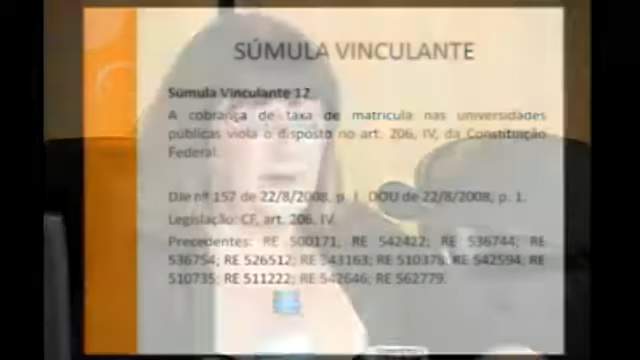 SÚMULA VINCULANTE
Súmula Vinculante 12
A cobrança de taxa de matrícula nas universidades
públicas viola o disposto no art. 206, IV, da Constituição
Federal.
DJe nº 157 de 22/8/2008, p. 1. DOU de 22/8/2008, p. 1.
Legislação: CF, art. 206, IV.
Precedentes: RE 500171; RE 542422; RE 536744; RE
536754; RE 526512; RE 543163; RE 510378; RE 542594; RE
510735; RE 511222; RE 542646; RE 562779.